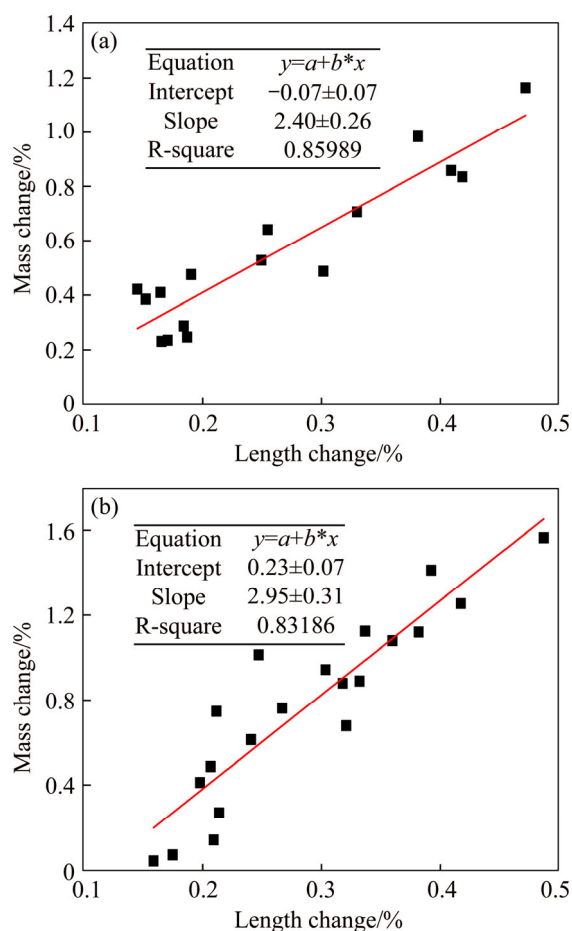 (a)
Equation y=a+b*x
Intercept −0.07±0.07
Slope 2.40±0.26
R-square 0.85989
1.4
1.2
1.0
0.8
0.6
0.4
0.2
0
Mass change/%
0.1 0.2 0.3 0.4 0.5
Length change/%
(b)
Equation y=a+b*x
Intercept 0.23±0.07
Slope 2.95±0.31
R-square 0.83186
1.6
1.2
0.8
0.4
0
Mass change/%
0.1 0.2 0.3 0.4 0.5
Length change/%